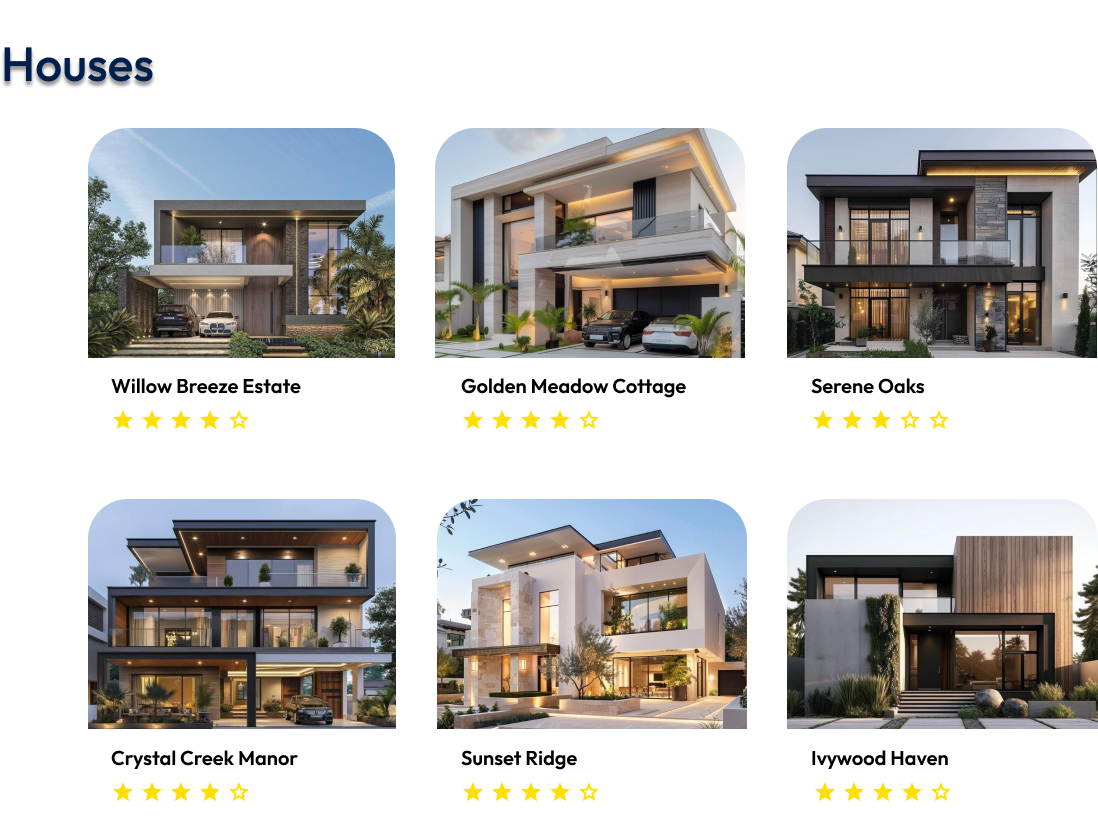 Houses
Willow Breeze Estate
Golden Meadow Cottage
Serene Oaks
Crystal Creek Manor
Sunset Ridge
Ivywood Haven